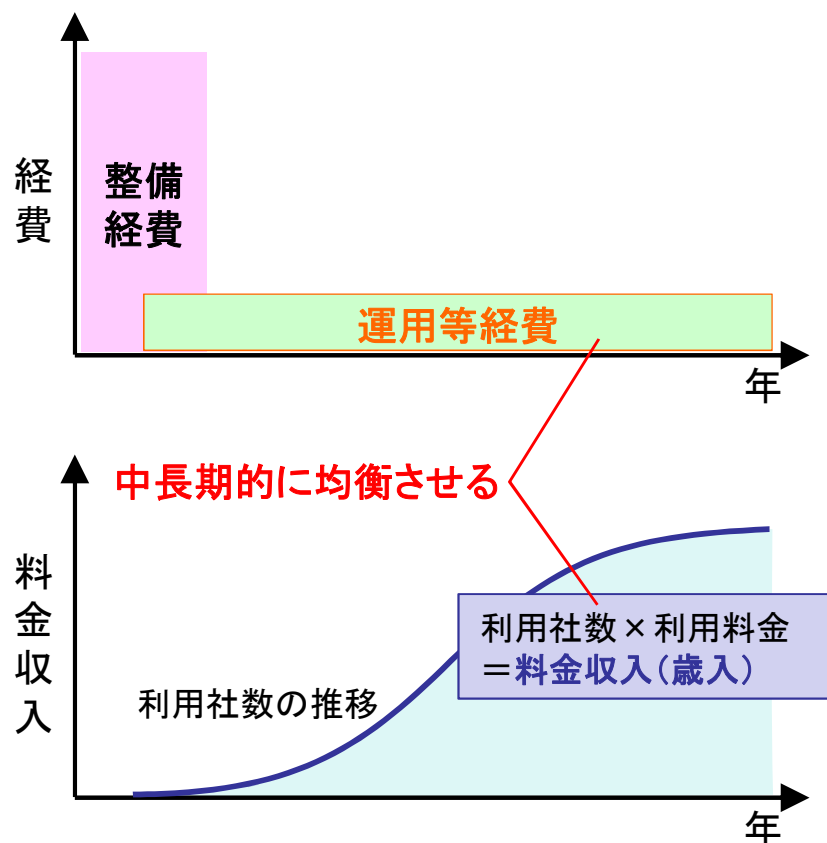 経費
整備
経費
運用等経費
年
中長期的に均衡させる
料金収入
利用社数×利用料金
＝料金収入（歳入）
利用社数の推移
年